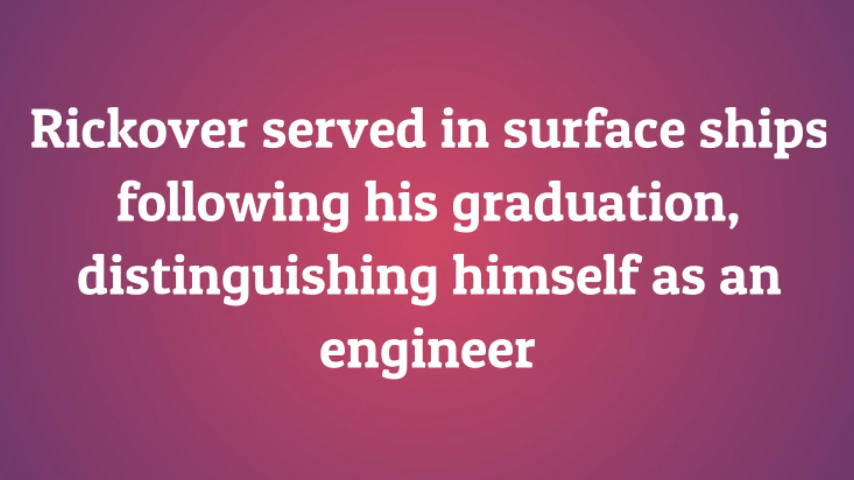 Rickover served in surface ships
following his graduation,
distinguishing himself as an
engineer